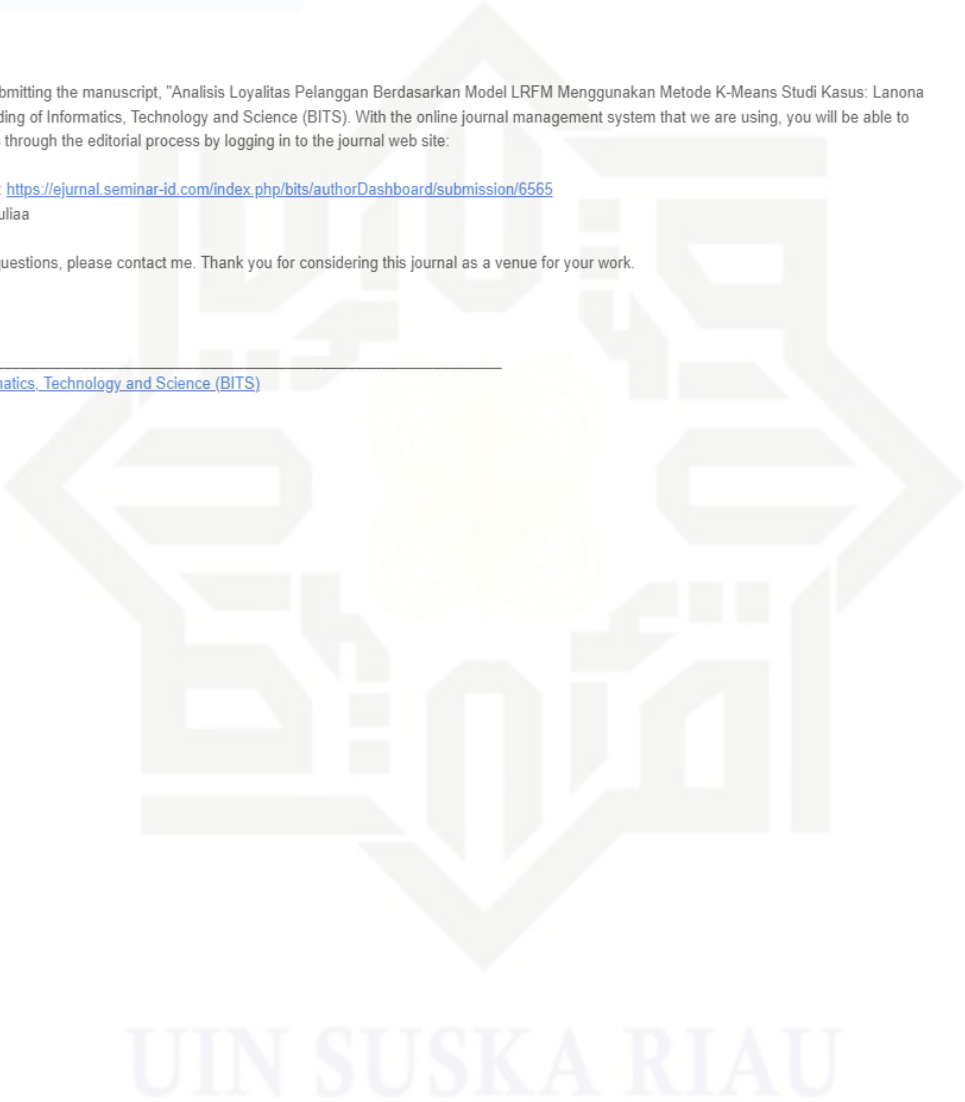 bmitting the manuscript, "Analisis Loyalitas Pelanggan Berdasarkan Model LRFM Menggunakan Metode K-Means Studi Kasus: Lanona
ding of Informatics, Technology and Science (BITS). With the online journal management system that we are using, you will be able to
through the editorial process by logging in to the journal web site:
: https://ejurnal.seminar-id.com/index.php/bits/authorDashboard/submission/6565
uliaa
uestions, please contact me. Thank you for considering this journal as a venue for your work.
natics, Technology and Science (BITS)
UIN SUSKA RIAU